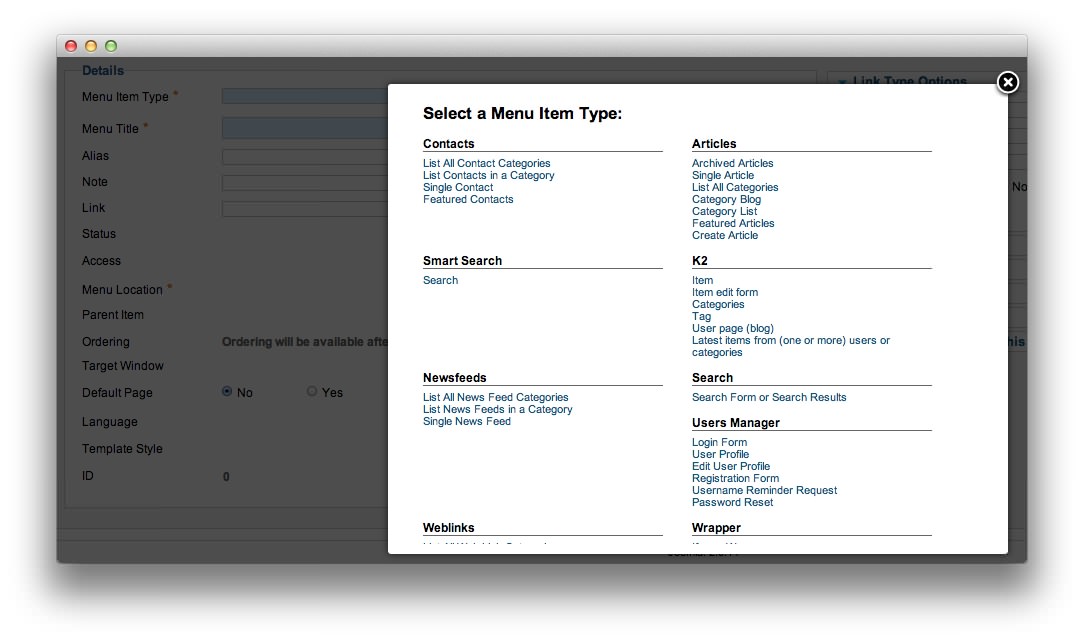 Details
Menu Item Type *
Menu Title *
Alias
Note
Link
Status
Access
Menu Location *
Parent Item
Ordering
Ordering will be available afte
Target Window
Default Page
No
Yes
Language
Template Style
ID
0
Link Type Options
No
his
Select a Menu Item Type:
Contacts
List All Contact Categories
List Contacts in a Category
Single Contact
Featured Contacts
Articles
Archived Articles
Single Article
List All Categories
Category Blog
Category List
Featured Articles
Create Article
Smart Search
Search
K2
Item
Item edit form
Categories
Tag
User page (blog)
Latest items from (one or more) users or
categories
Newsfeeds
List All News Feed Categories
List News Feeds in a Category
Single News Feed
Search
Search Form or Search Results
Users Manager
Login Form
User Profile
Edit User Profile
Registration Form
Username Reminder Request
Password Reset
Weblinks
Wrapper